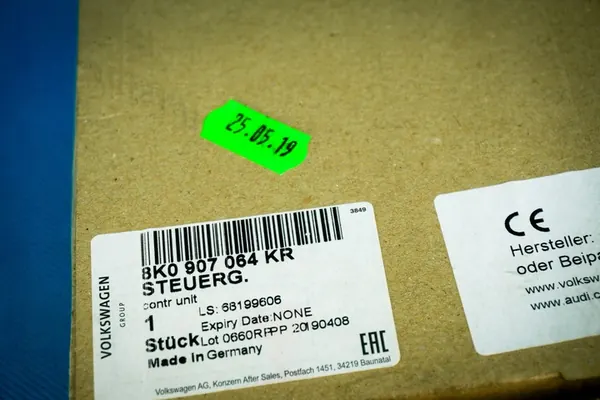 25.05.19
3849
8K0 907 064 KR
STEUERG.
contr unit
1
Stück
LS: 68199606
Expiry Date:NONE
Lot 0660RPPP 20190408
Made in Germany
EAC
Volkswagen AG, Konzern After Sales, Postfach 1451, 34219 Baunatal
VOLKSWAGEN
GROUP
CE
Hersteller:
oder Beipa
www.volks
www.audi.c